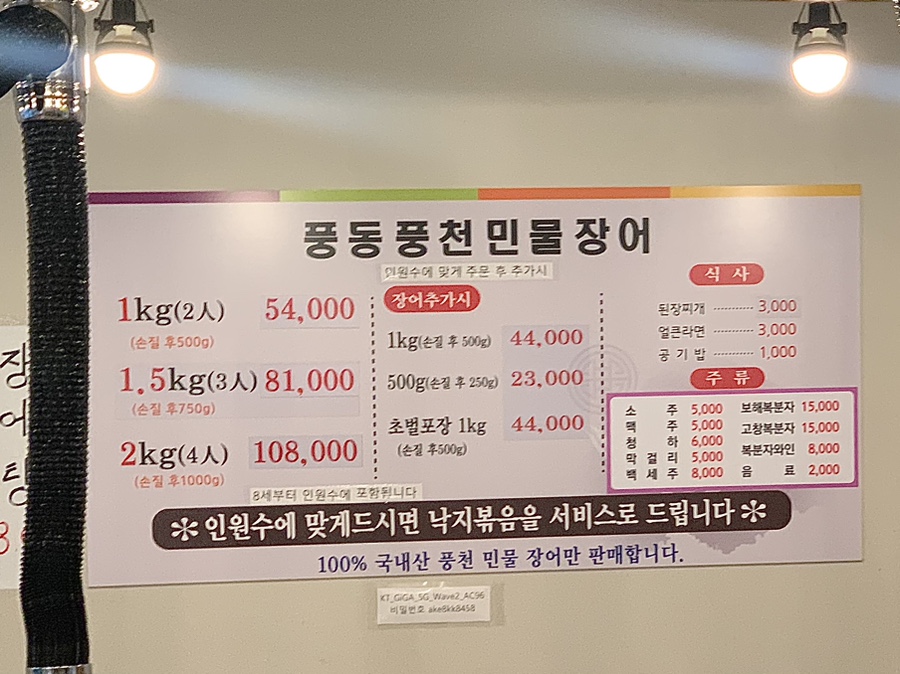 풍동풍천민물장어
인원수에 맞게 주문 후 추가시
1kg(2人) 54,000
(손질 후500g)
1.5kg(3人) 81,000
(손질 후750g)
2kg(4人) 108,000
(손질 후1000g)
8세부터 인원수에 포함됩니다
장어추가시
1kg(손질 후 500g) 44,000
500g(손질 후 250g) 23,000
초벌포장 1kg 44,000
(손질 후500g)
식 사
된장찌개 ·········· 3,000
얼큰라면 ·········· 3,000
공 기 밥 ·········· 1,000
주 류
소 주 5,000 보해복분자 15,000
맥 주 5,000 고창복분자 15,000
청 하 6,000
막 걸 리 5,000 복분자와인 8,000
백 세 주 8,000 음 료 2,000
✻인원수에 맞게드시면 낙지볶음을 서비스로 드립니다✻
100% 국내산 풍천 민물 장어만 판매합니다.
KT_GiGA_5G_Wave2_AC96
비밀번호 ake8kk8458
장
어
탕